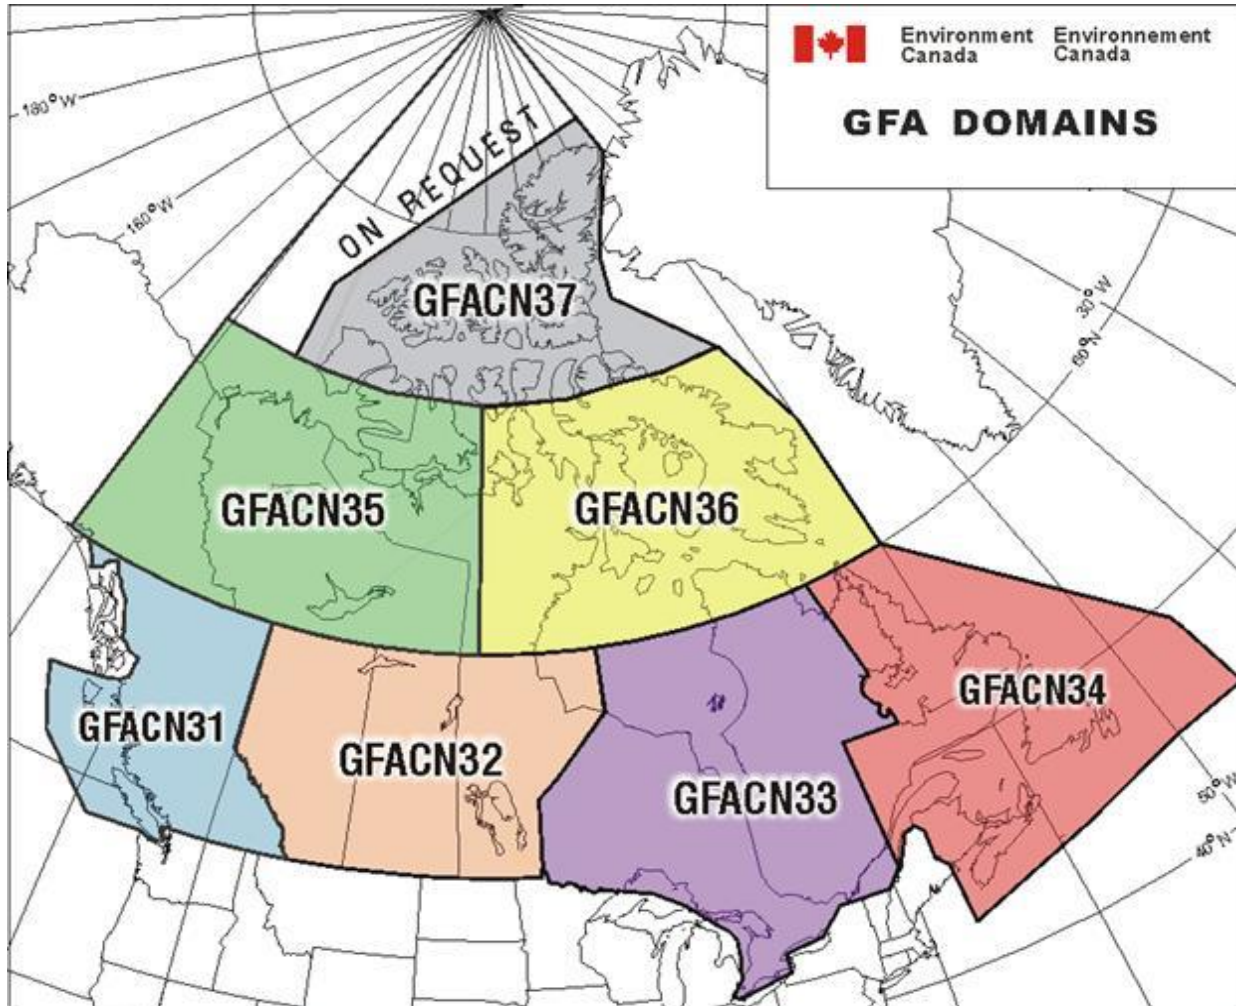 Environment Environnement
Canada Canada
GFA DOMAINS
180°W
160°W
ON REQUEST
GFACN37
30°W
60°N
GFACN35
GFACN36
GFACN31
GFACN32
GFACN33
GFACN34
50°W
40°N